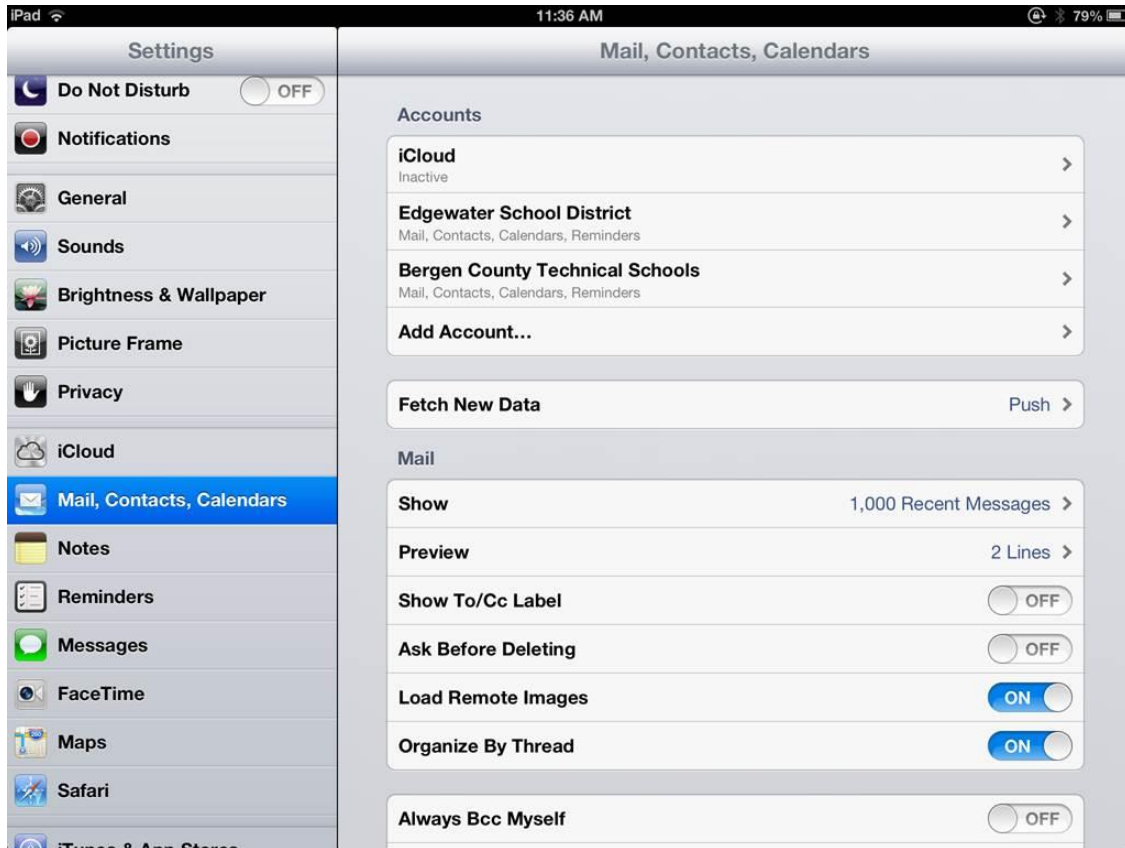 iPad
11:36 AM
79%
Settings
Mail, Contacts, Calendars
Do Not Disturb OFF
Notifications
General
Sounds
Brightness & Wallpaper
Picture Frame
Privacy
iCloud
Mail, Contacts, Calendars
Notes
Reminders
Messages
FaceTime
Maps
Safari
iTunes & App Stores
Accounts
iCloud
Inactive
Edgewater School District
Mail, Contacts, Calendars, Reminders
Bergen County Technical Schools
Mail, Contacts, Calendars, Reminders
Add Account...
Fetch New Data Push
Mail
Show 1,000 Recent Messages
Preview 2 Lines
Show To/Cc Label OFF
Ask Before Deleting OFF
Load Remote Images ON
Organize By Thread ON
Always Bcc Myself OFF